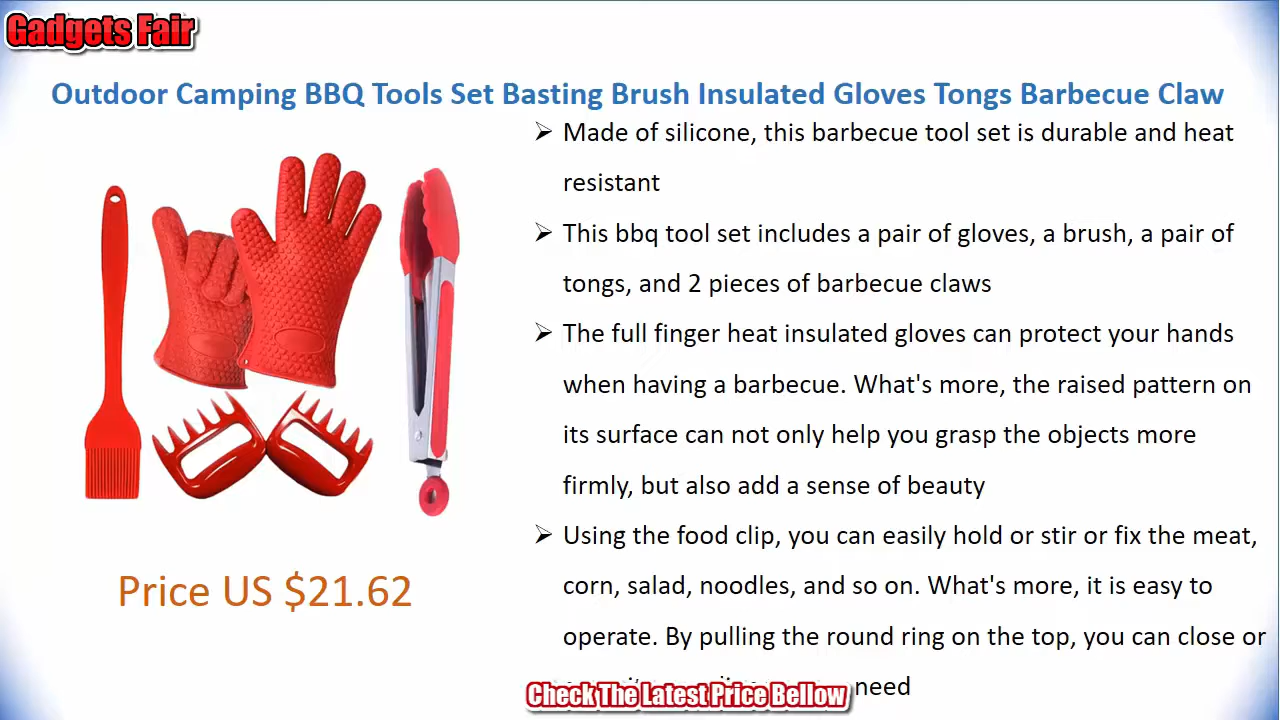 Gadgets Fair
Outdoor Camping BBQ Tools Set Basting Brush Insulated Gloves Tongs Barbecue Claw
➢ Made of silicone, this barbecue tool set is durable and heat
resistant
➢ This bbq tool set includes a pair of gloves, a brush, a pair of
tongs, and 2 pieces of barbecue claws
➢ The full finger heat insulated gloves can protect your hands
when having a barbecue. What's more, the raised pattern on
its surface can not only help you grasp the objects more
firmly, but also add a sense of beauty
➢ Using the food clip, you can easily hold or stir or fix the meat,
corn, salad, noodles, and so on. What's more, it is easy to
operate. By pulling the round ring on the top, you can close or
need
Price US $21.62
Check The Latest Price Bellow